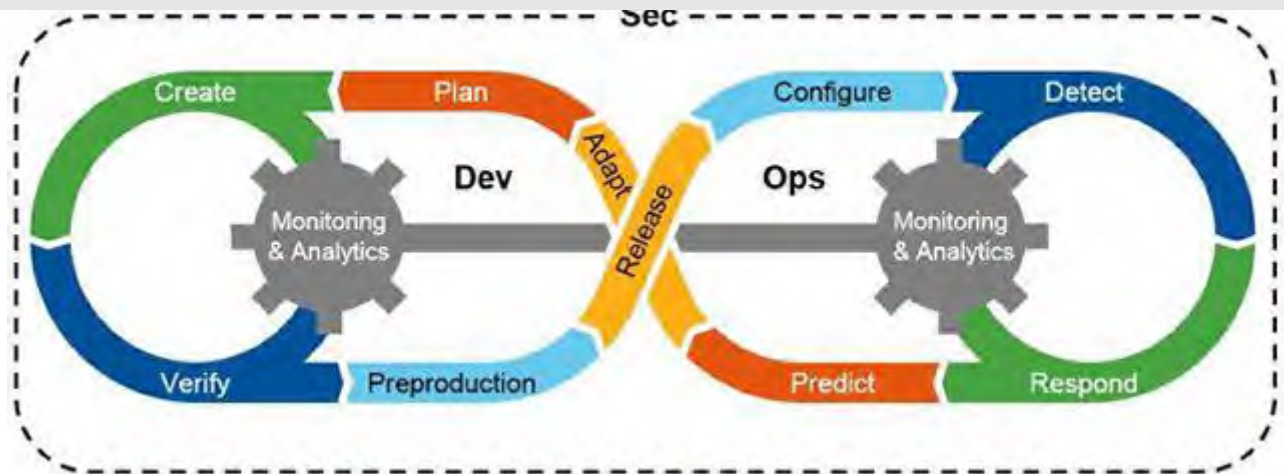 Sec
Create
Plan
Configure
Detect
Adapt
Dev
Ops
Release
Monitoring
& Analytics
Monitoring
& Analytics
Verify
Preproduction
Predict
Respond